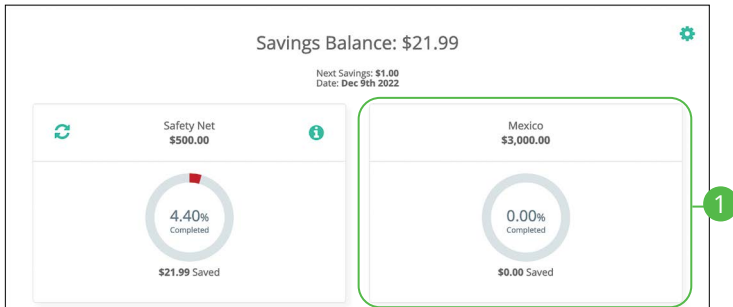 Savings Balance: $21.99
Next Savings: $1.00
Date: Dec 9th 2022
Safety Net
$500.00
4.40%
Completed
$21.99 Saved
Mexico
$3,000.00
0.00%
Completed
$0.00 Saved
1